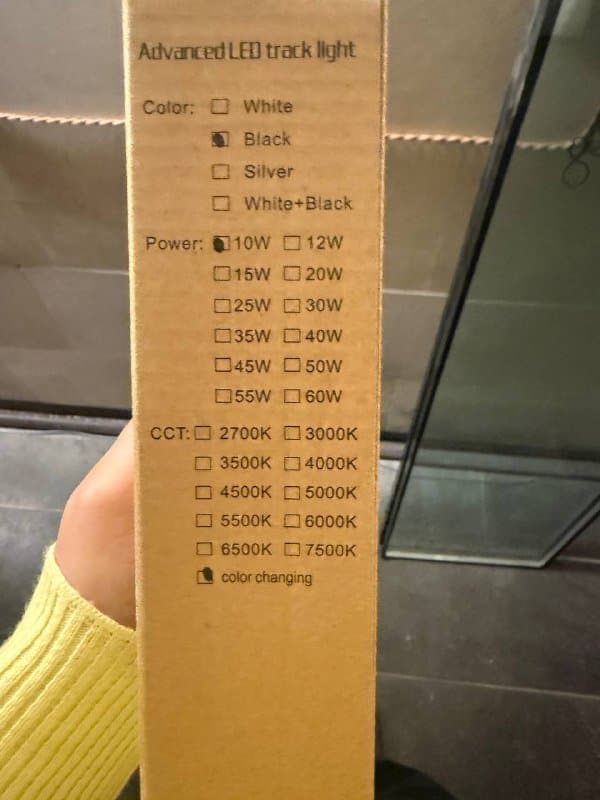 Advanced LED track light
Color: White
Black
Silver
White+Black
Power: 10W 12W
15W 20W
25W 30W
35W 40W
45W 50W
55W 60W
CCT: 2700K 3000K
3500K 4000K
4500K 5000K
5500K 6000K
6500K 7500K
color changing